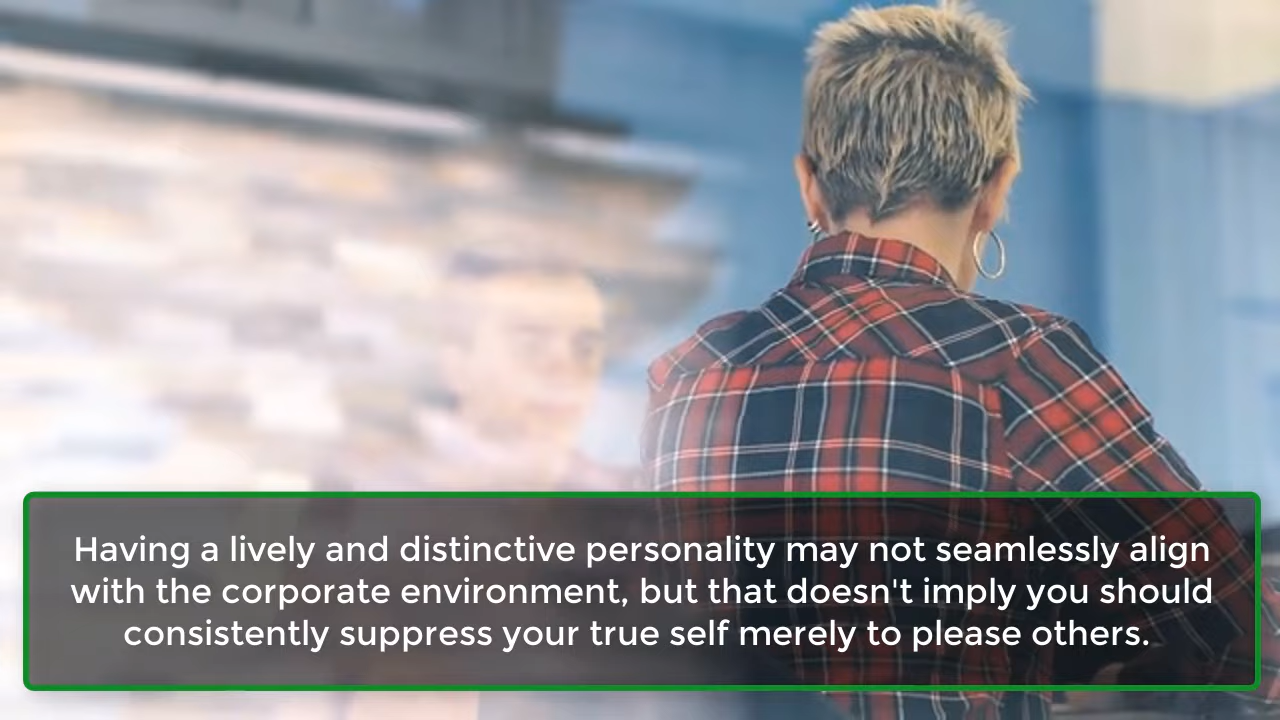 Having a lively and distinctive personality may not seamlessly align
with the corporate environment, but that doesn't imply you should
consistently suppress your true self merely to please others.